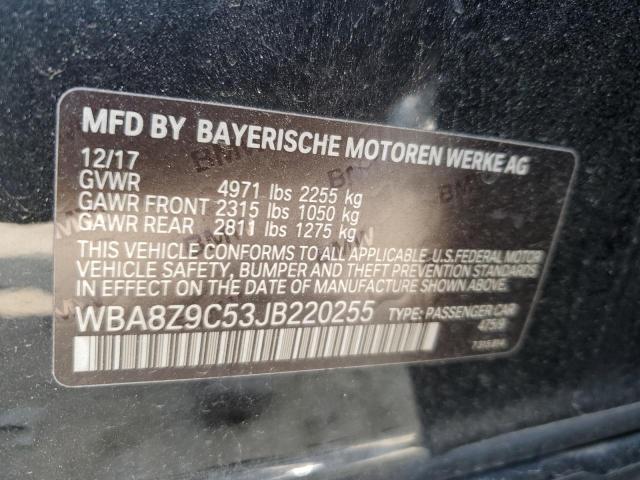 MFD BY BAYERISCHE MOTOREN WERKE AG
12/17
GVWR 4971 lbs 2255 kg
GAWR FRONT 2315 lbs 1050 kg
GAWR REAR 2811 lbs 1275 kg
THIS VEHICLE CONFORMS TO ALL APPLICABLE U.S. FEDERAL MOTOR
VEHICLE SAFETY, BUMPER AND THEFT PREVENTION STANDARDS
IN EFFECT ON THE DATE OF MANUFACTURE SHOWN ABOVE.
WBA8Z9C53JB220255 TYPE: PASSENGER CAR